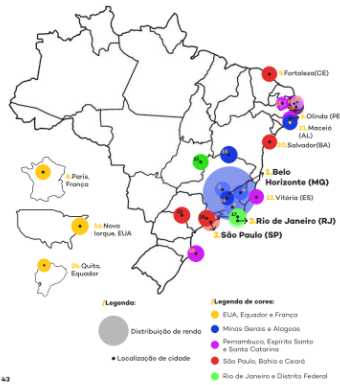 9.Fortaleza(CE)
6.Olinda (PE
21.Maceió
(AL)
20.Salvador(BA)
1.Belo
Horizonte (MG)
12.Vitória (ES)
3.Rio de Janeiro (RJ)
2.São Paulo (SP)
8.Paris,
França
16.Nova
Iorque, EUA
24.Quito,
Equador
/Legenda:
Distribuição de renda
Localização de cidade
/Legenda de cores:
EUA, Equador e França
Minas Gerais e Alagoas
Pernambuco, Espírito Santo
e Santa Catarina
São Paulo, Bahia e Ceará
Rio de Janeiro e Distrito Federal
43